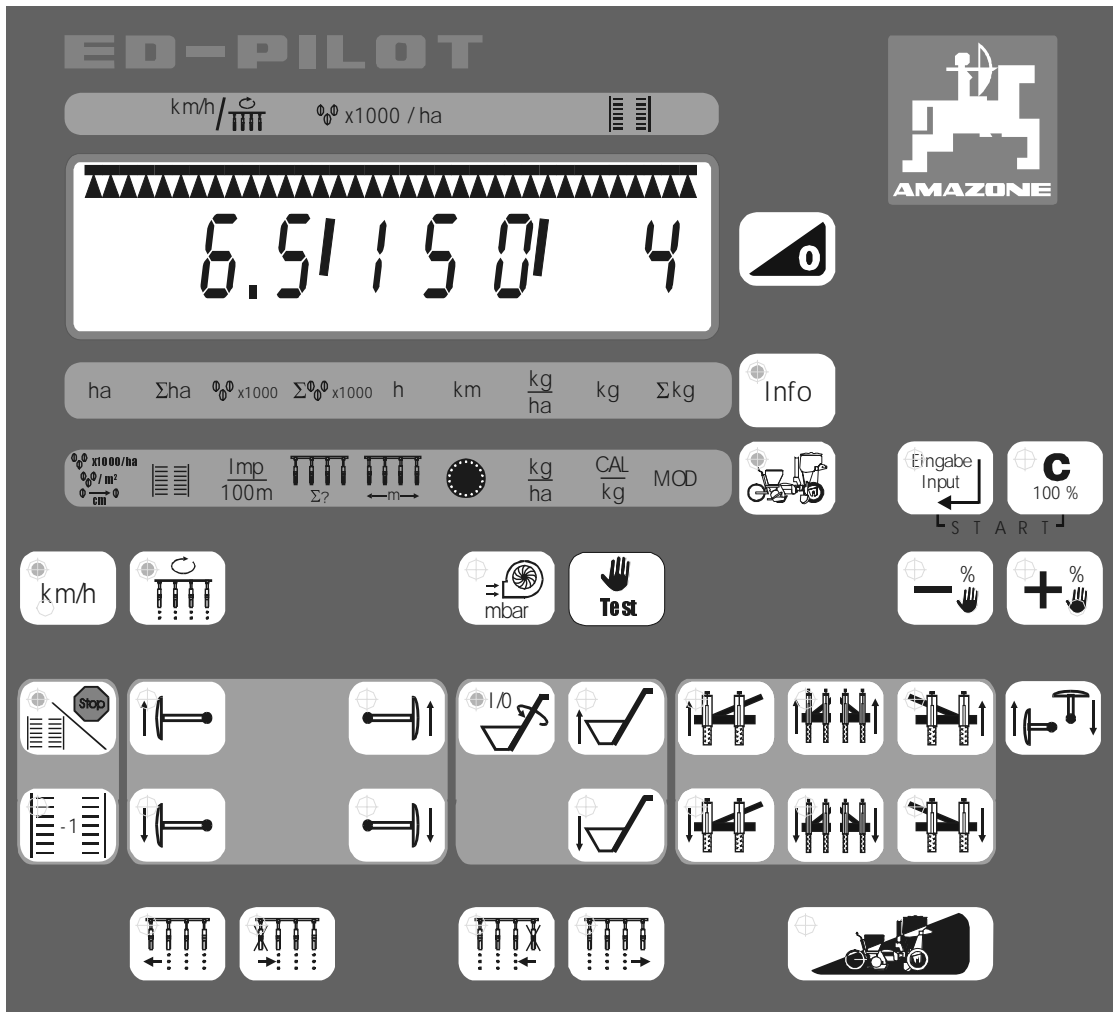 ED-PILOT
km/h/ x1000 / ha
AMAZONE
6.5 150 4
0
ha Σha x1000 Σ x1000 h km kg/ha kg Σkg
Info
x1000/ha
/ m²
cm
Imp
100m
Σ?
m
kg
ha
CAL
kg
MOD
Eingabe
Input
C
100 %
START
km/h
mbar
Test
- %
+ %
Stop
I/0
-1